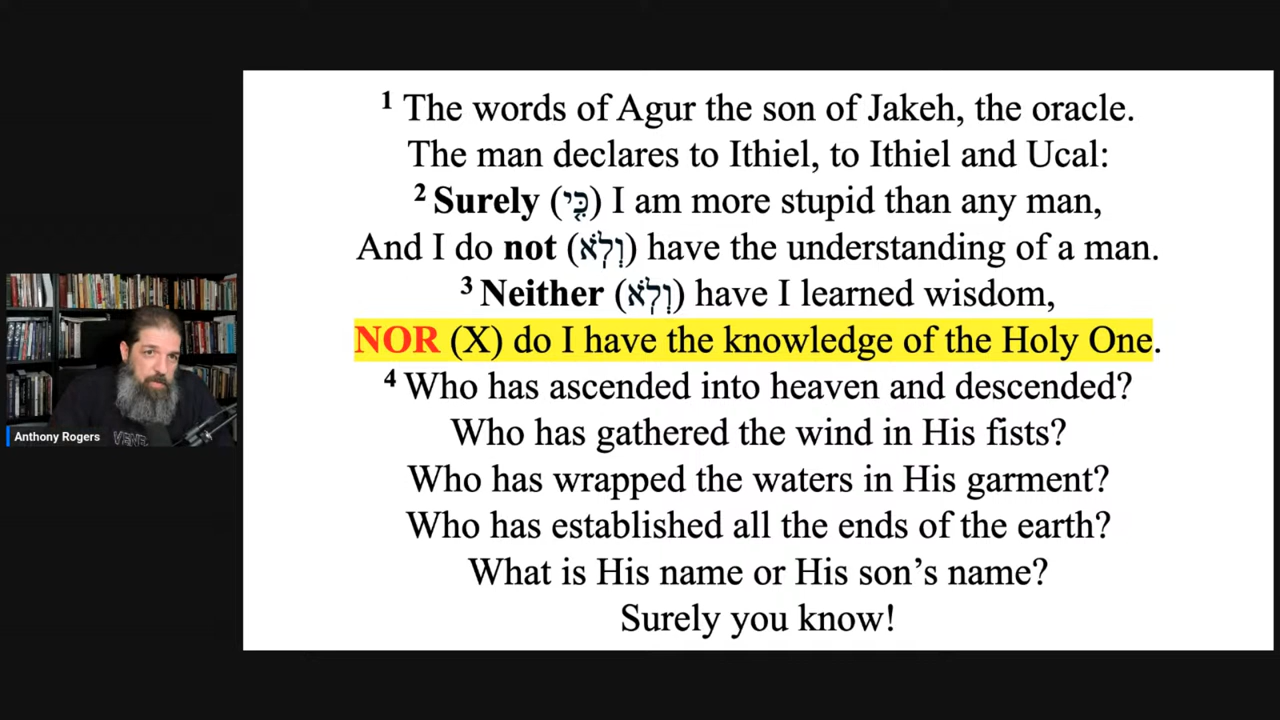 1 The words of Agur the son of Jakeh, the oracle.
The man declares to Ithiel, to Ithiel and Ucal:
2 Surely (כִּ֤י) I am more stupid than any man,
And I do not (וְלֹא) have the understanding of a man.
3 Neither (וְלֹא) have I learned wisdom,
NOR (X) do I have the knowledge of the Holy One.
4 Who has ascended into heaven and descended?
Who has gathered the wind in His fists?
Who has wrapped the waters in His garment?
Who has established all the ends of the earth?
What is His name or His son’s name?
Surely you know!
Anthony Rogers